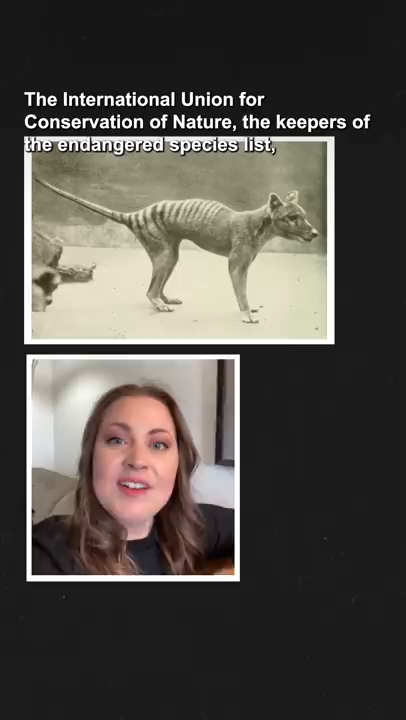 The International Union for
Conservation of Nature, the keepers of
the endangered species list,